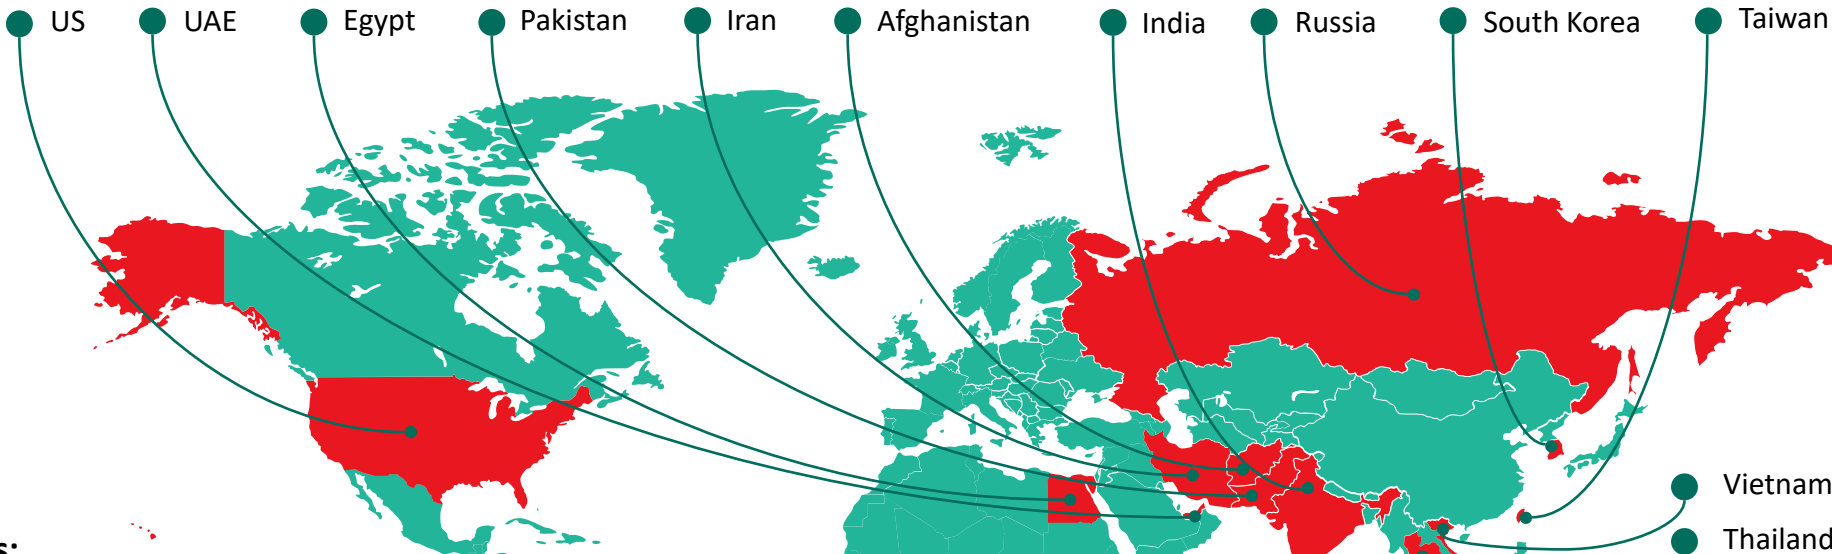 US
UAE
Egypt
Pakistan
Iran
Afghanistan
India
Russia
South Korea
Taiwan
Vietnam
Thailand